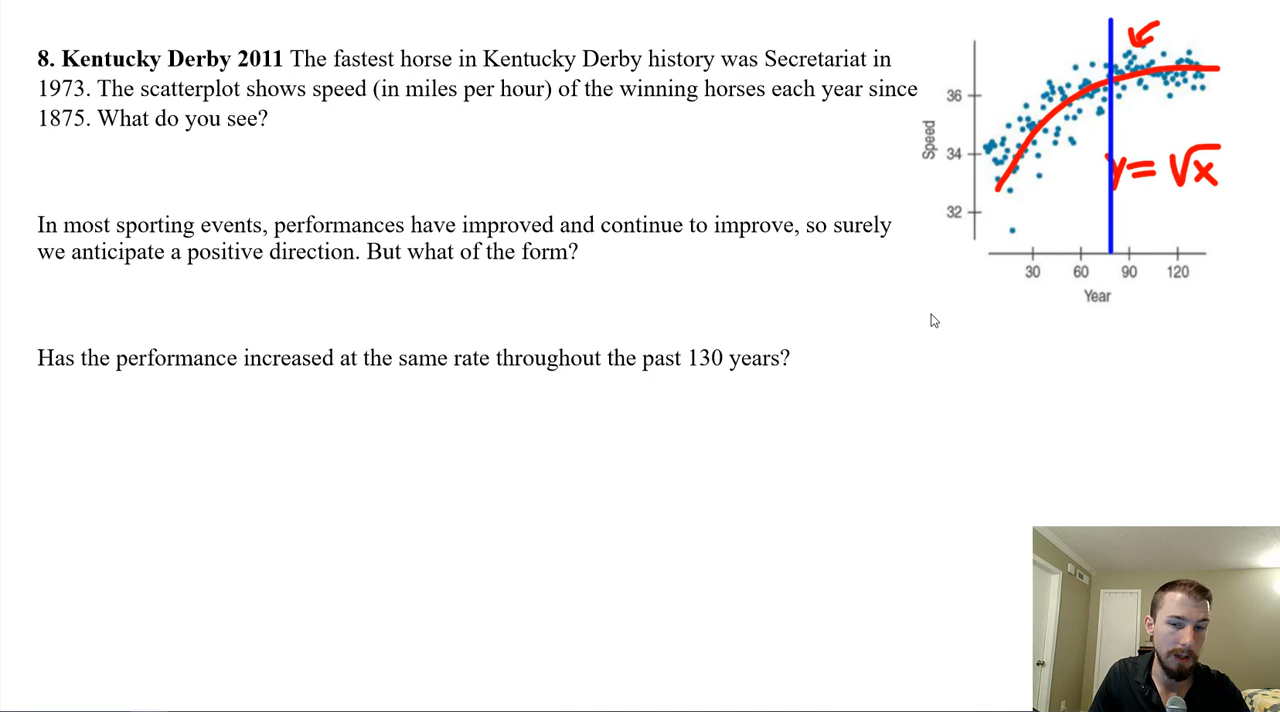 8. Kentucky Derby 2011 The fastest horse in Kentucky Derby history was Secretariat in
1973. The scatterplot shows speed (in miles per hour) of the winning horses each year since
1875. What do you see?
In most sporting events, performances have improved and continue to improve, so surely
we anticipate a positive direction. But what of the form?
Has the performance increased at the same rate throughout the past 130 years?
36
34
32
Speed
y = √x
30 60 90 120
Year